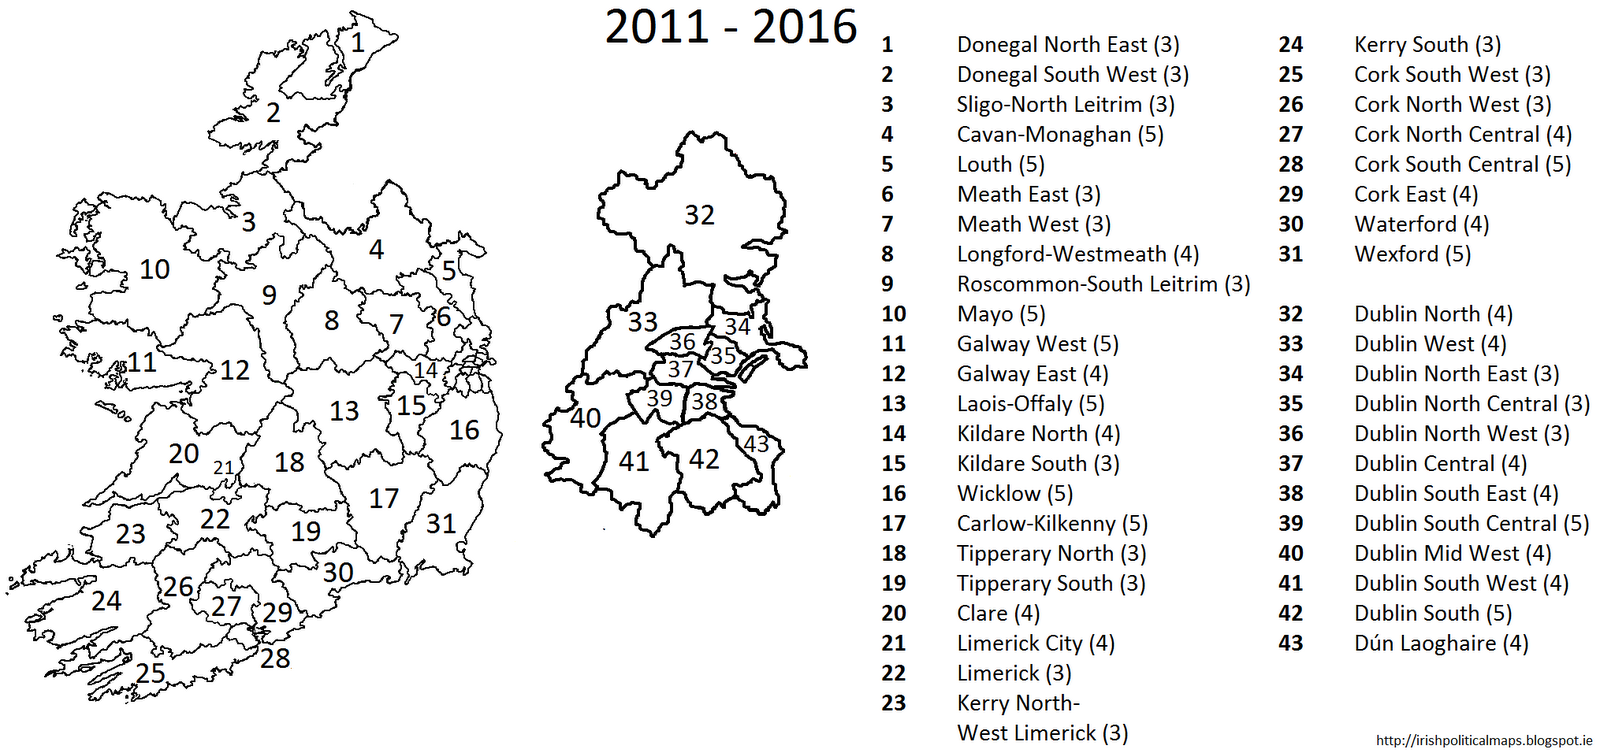 2011 - 2016
1 Donegal North East (3)
2 Donegal South West (3)
3 Sligo-North Leitrim (3)
4 Cavan-Monaghan (5)
5 Louth (5)
6 Meath East (3)
7 Meath West (3)
8 Longford-Westmeath (4)
9 Roscommon-South Leitrim (3)
10 Mayo (5)
11 Galway West (5)
12 Galway East (4)
13 Laois-Offaly (5)
14 Kildare North (4)
15 Kildare South (3)
16 Wicklow (5)
17 Carlow-Kilkenny (5)
18 Tipperary North (3)
19 Tipperary South (3)
20 Clare (4)
21 Limerick City (4)
22 Limerick (3)
23 Kerry North-
West Limerick (3)
24 Kerry South (3)
25 Cork South West (3)
26 Cork North West (3)
27 Cork North Central (4)
28 Cork South Central (5)
29 Cork East (4)
30 Waterford (4)
31 Wexford (5)
32 Dublin North (4)
33 Dublin West (4)
34 Dublin North East (3)
35 Dublin North Central (3)
36 Dublin North West (3)
37 Dublin Central (4)
38 Dublin South East (4)
39 Dublin South Central (5)
40 Dublin Mid West (4)
41 Dublin South West (4)
42 Dublin South (5)
43 Dún Laoghaire (4)
1
2
3
4
5
6
7
8
9
10
11
12
13
14
15
16
17
18
19
20
21
22
23
24
25
26
27
28
29
30
31
32
33
34
35
36
37
38
39
40
41
42
43
http://irishpoliticalmaps.blogspot.ie